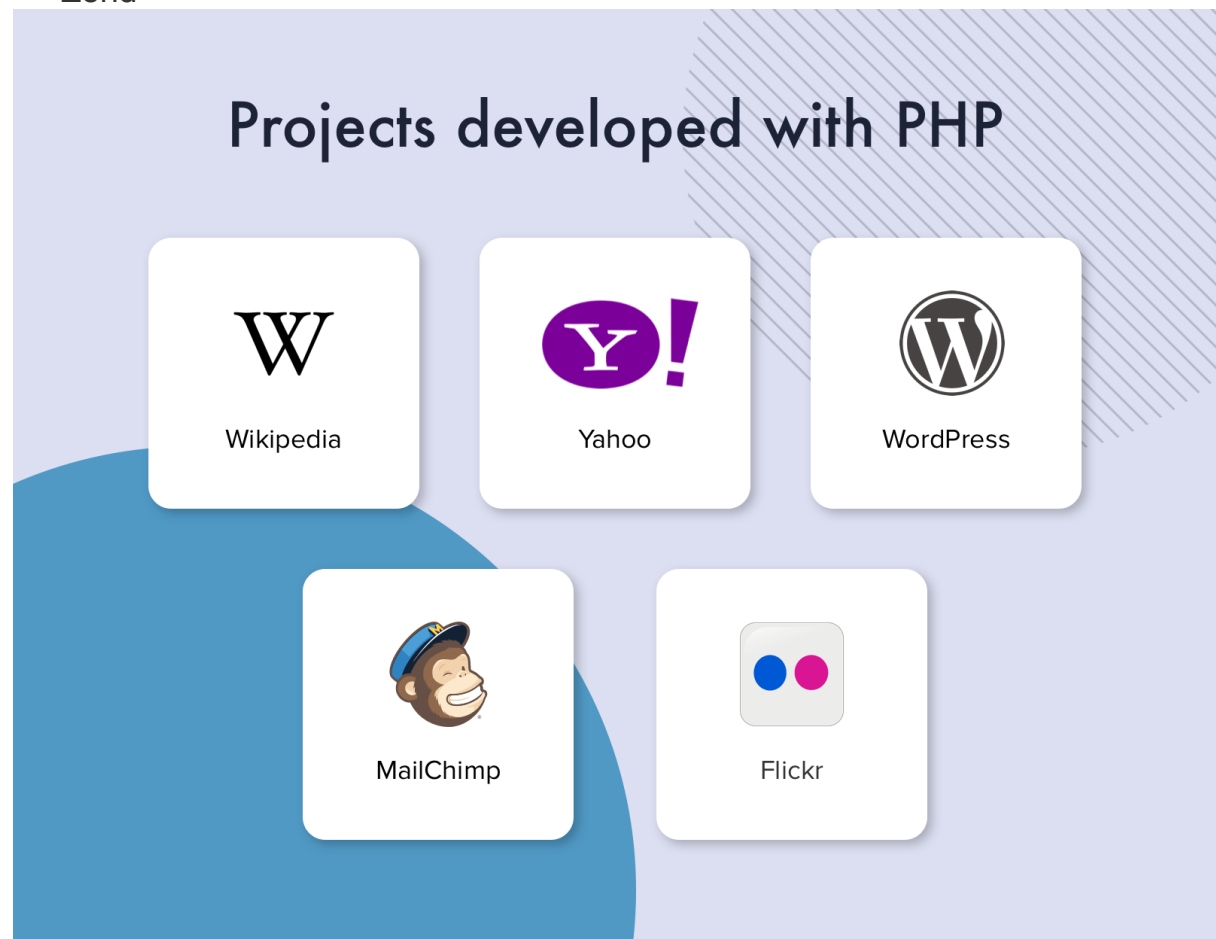 Projects developed with PHP
W
Y!
W
Wikipedia
Yahoo
WordPress
M
MailChimp
Flickr